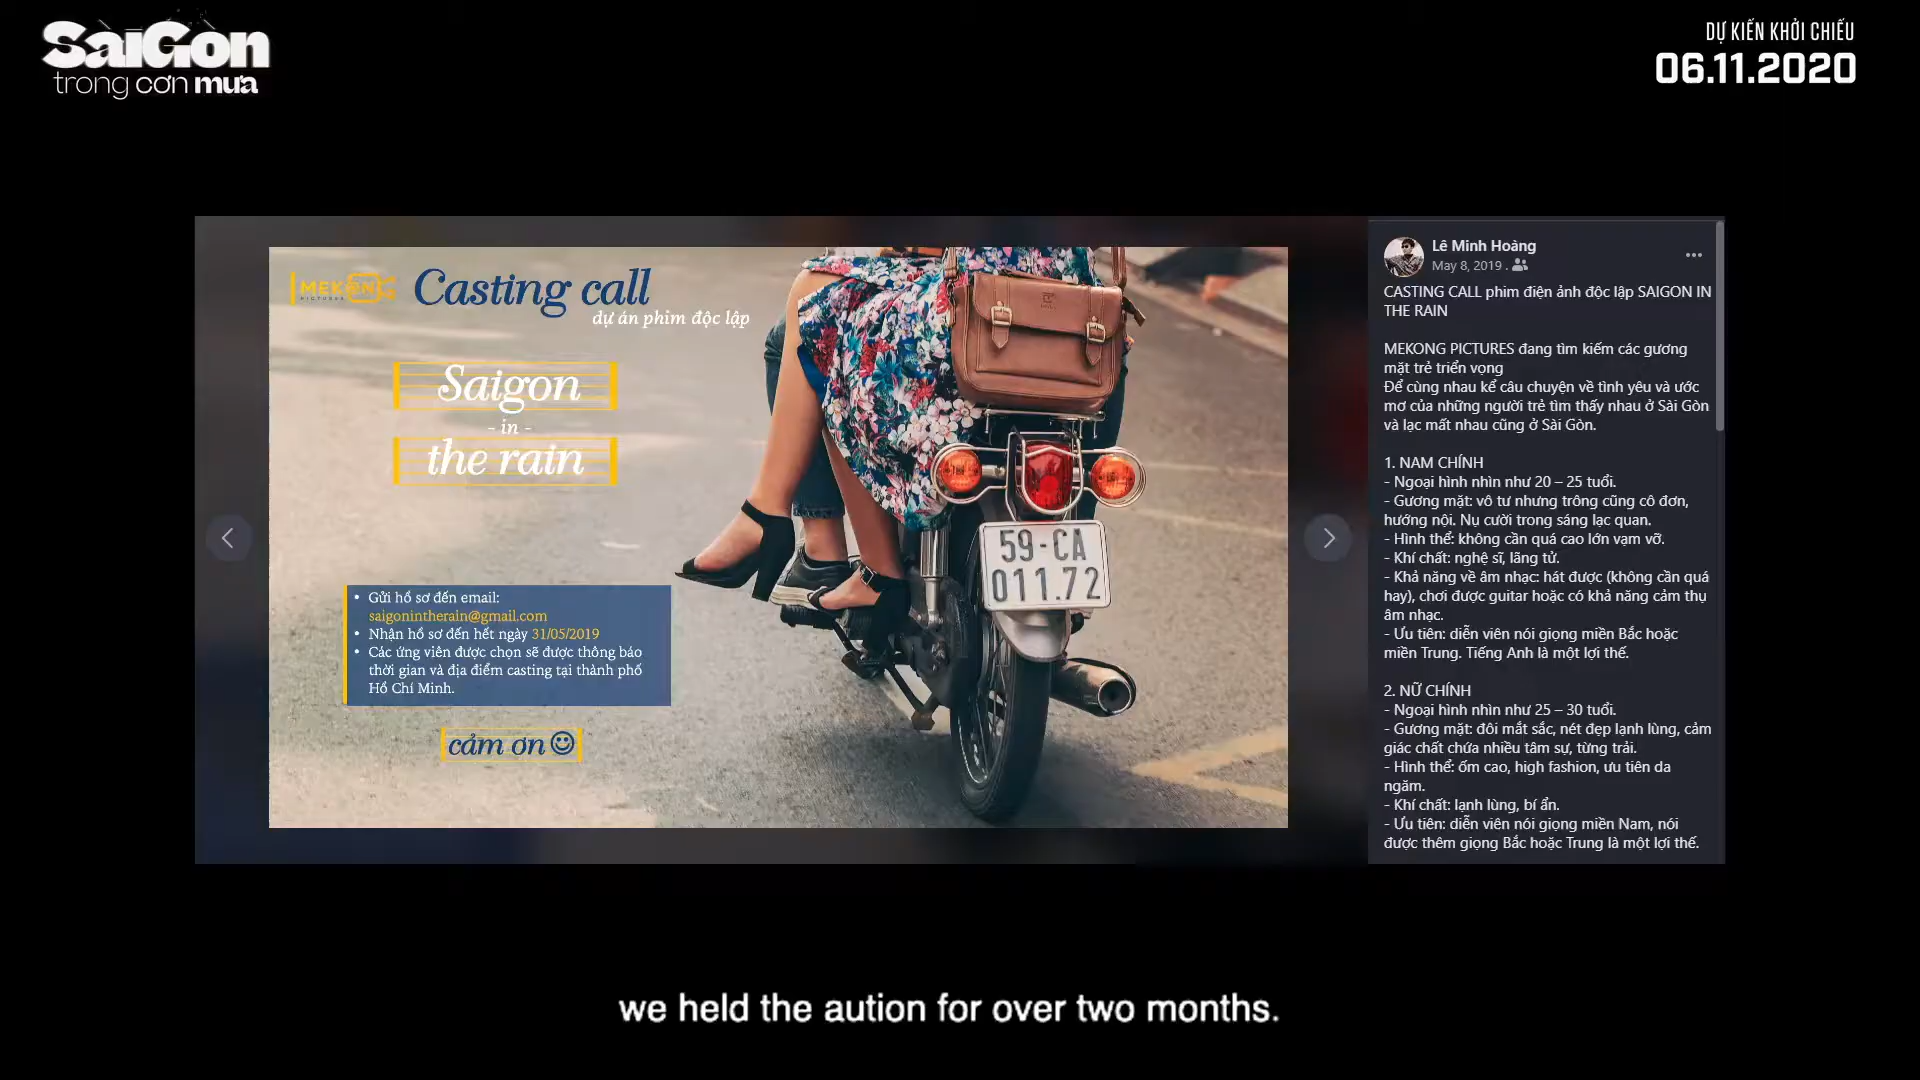 SàiGòn
trong cơn mưa
DỰ KIẾN KHỞI CHIẾU
06.11.2020
MEKONG
PICTURES
Casting call
dự án phim độc lập
Saigon
- in -
the rain
• Gửi hồ sơ đến email:
saigonintherain@gmail.com
• Nhận hồ sơ đến hết ngày 31/05/2019
• Các ứng viên được chọn sẽ được thông báo
thời gian và địa điểm casting tại thành phố
Hồ Chí Minh.
cảm ơn
59-CA
011.72
Lê Minh Hoàng
May 8, 2019 .
CASTING CALL phim điện ảnh độc lập SAIGON IN
THE RAIN
MEKONG PICTURES đang tìm kiếm các gương
mặt trẻ triển vọng
Để cùng nhau kể câu chuyện về tình yêu và ước
mơ của những người trẻ tìm thấy nhau ở Sài Gòn
và lạc mất nhau cũng ở Sài Gòn.
1. NAM CHÍNH
- Ngoại hình nhìn như 20 – 25 tuổi.
- Gương mặt: vô tư nhưng trông cũng cô đơn,
hướng nội. Nụ cười trong sáng lạc quan.
- Hình thể: không cần quá cao lớn vạm vỡ.
- Khí chất: nghệ sĩ, lãng tử.
- Khả năng về âm nhạc: hát được (không cần quá
hay), chơi được guitar hoặc có khả năng cảm thụ
âm nhạc.
- Ưu tiên: diễn viên nói giọng miền Bắc hoặc
miền Trung. Tiếng Anh là một lợi thế.
2. NỮ CHÍNH
- Ngoại hình nhìn như 25 – 30 tuổi.
- Gương mặt: đôi mắt sắc, nét đẹp lạnh lùng, cảm
giác chất chứa nhiều tâm sự, từng trải.
- Hình thể: ốm cao, high fashion, ưu tiên da
ngăm.
- Khí chất: lạnh lùng, bí ẩn.
- Ưu tiên: diễn viên nói giọng miền Nam, nói
được thêm giọng Bắc hoặc Trung là một lợi thế.
we held the aution for over two months.